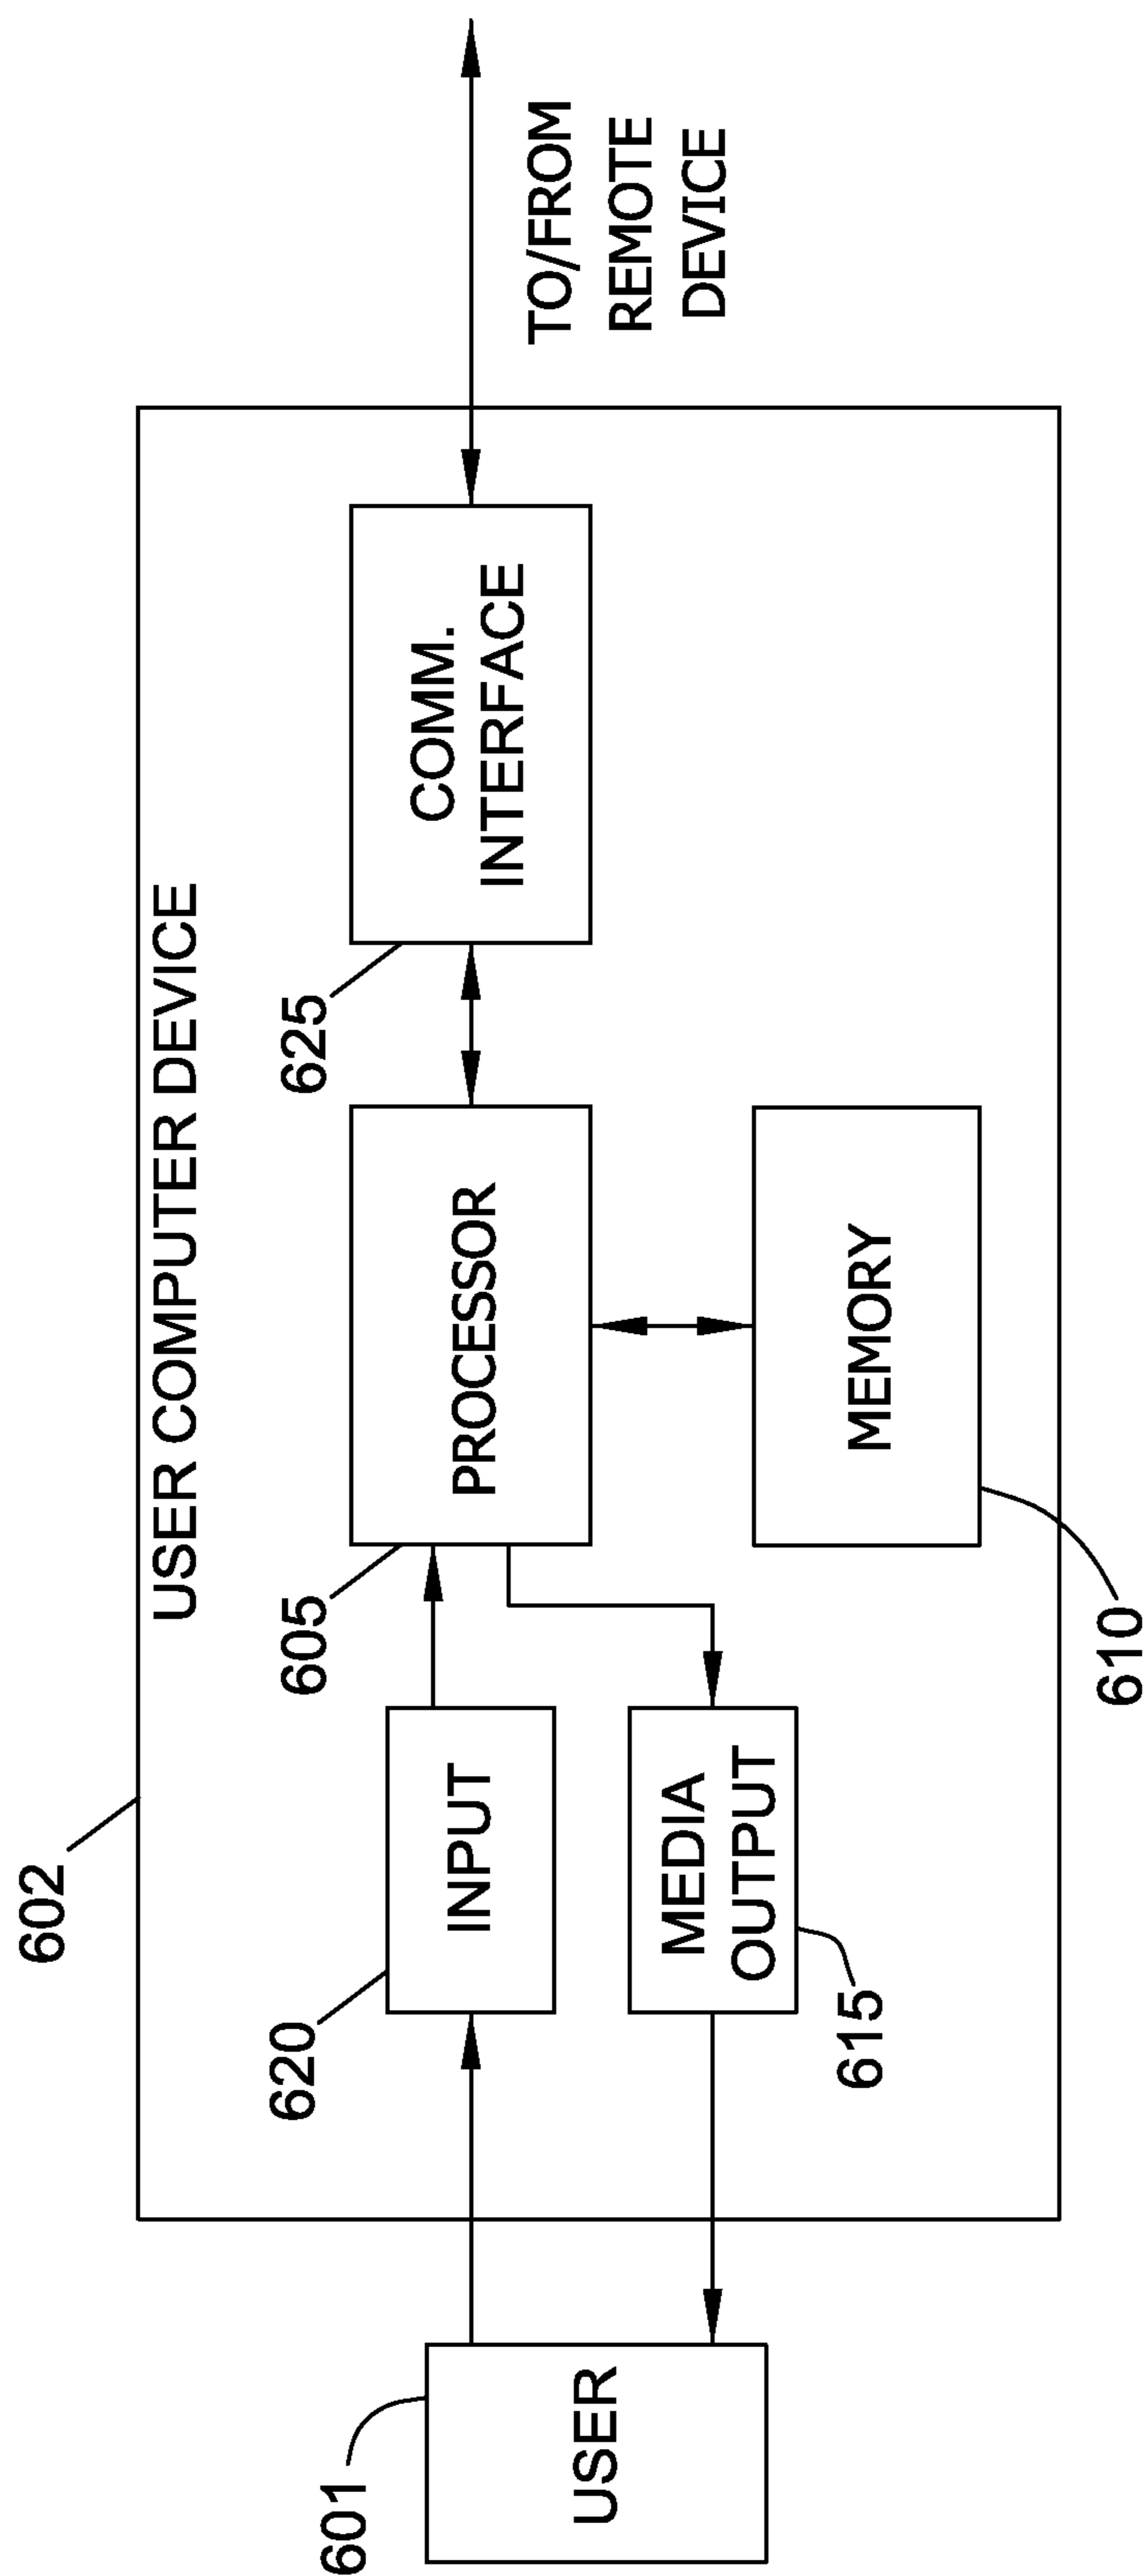 602
USER COMPUTER DEVICE
601
USER
620
INPUT
605
PROCESSOR
625
COMM.
INTERFACE
TO/FROM
REMOTE
DEVICE
MEDIA
OUTPUT
615
MEMORY
610